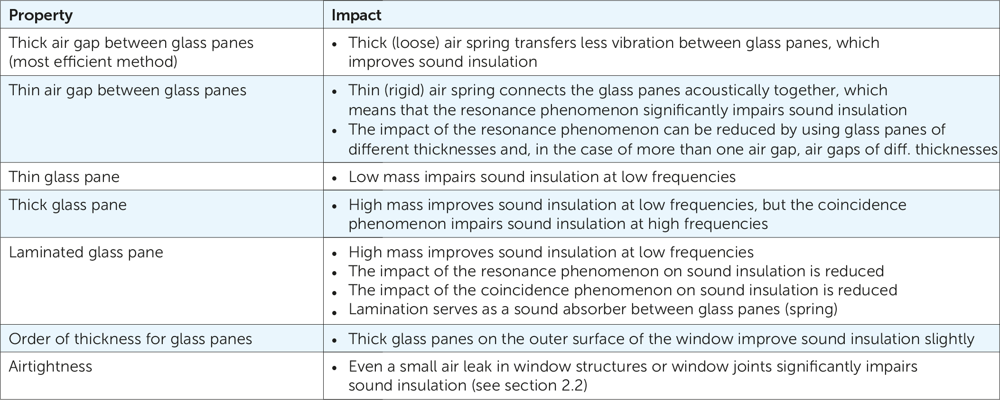 Property
Impact
Thick air gap between glass panes
(most efficient method)
• Thick (loose) air spring transfers less vibration between glass panes, which
improves sound insulation
Thin air gap between glass panes
• Thin (rigid) air spring connects the glass panes acoustically together, which
means that the resonance phenomenon significantly impairs sound insulation
• The impact of the resonance phenomenon can be reduced by using glass panes of
different thicknesses and, in the case of more than one air gap, air gaps of diff. thicknesses
Thin glass pane
• Low mass impairs sound insulation at low frequencies
Thick glass pane
• High mass improves sound insulation at low frequencies, but the coincidence
phenomenon impairs sound insulation at high frequencies
Laminated glass pane
• High mass improves sound insulation at low frequencies
• The impact of the resonance phenomenon on sound insulation is reduced
• The impact of the coincidence phenomenon on sound insulation is reduced
• Lamination serves as a sound absorber between glass panes (spring)
Order of thickness for glass panes
• Thick glass panes on the outer surface of the window improve sound insulation slightly
Airtightness
• Even a small air leak in window structures or window joints significantly impairs
sound insulation (see section 2.2)